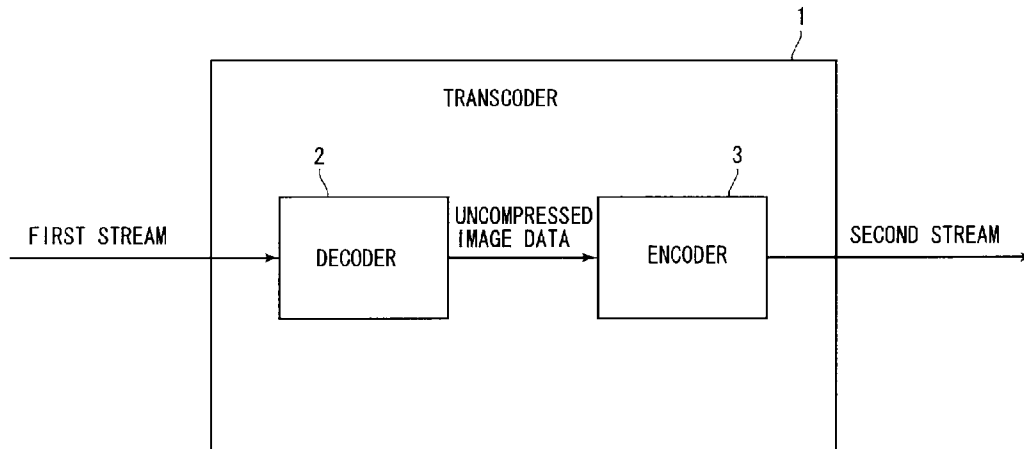 1
TRANSCODER
2
3
FIRST STREAM
DECODER
UNCOMPRESSED
IMAGE DATA
ENCODER
SECOND STREAM